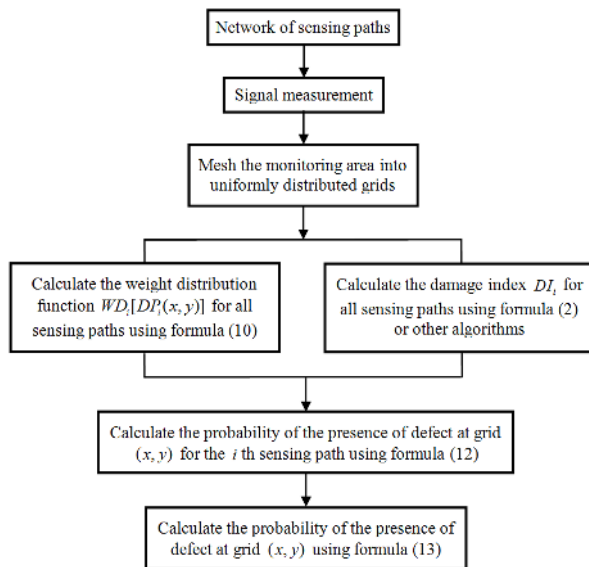 Network of sensing paths
Signal measurement
Mesh the monitoring area into
uniformly distributed grids
Calculate the weight distribution
function WD_i[DP_i(x, y)] for all
sensing paths using formula (10)
Calculate the damage index DI_i for
all sensing paths using formula (2)
or other algorithms
Calculate the probability of the presence of defect at grid
(x, y) for the i th sensing path using formula (12)
Calculate the probability of the presence of
defect at grid (x, y) using formula (13)